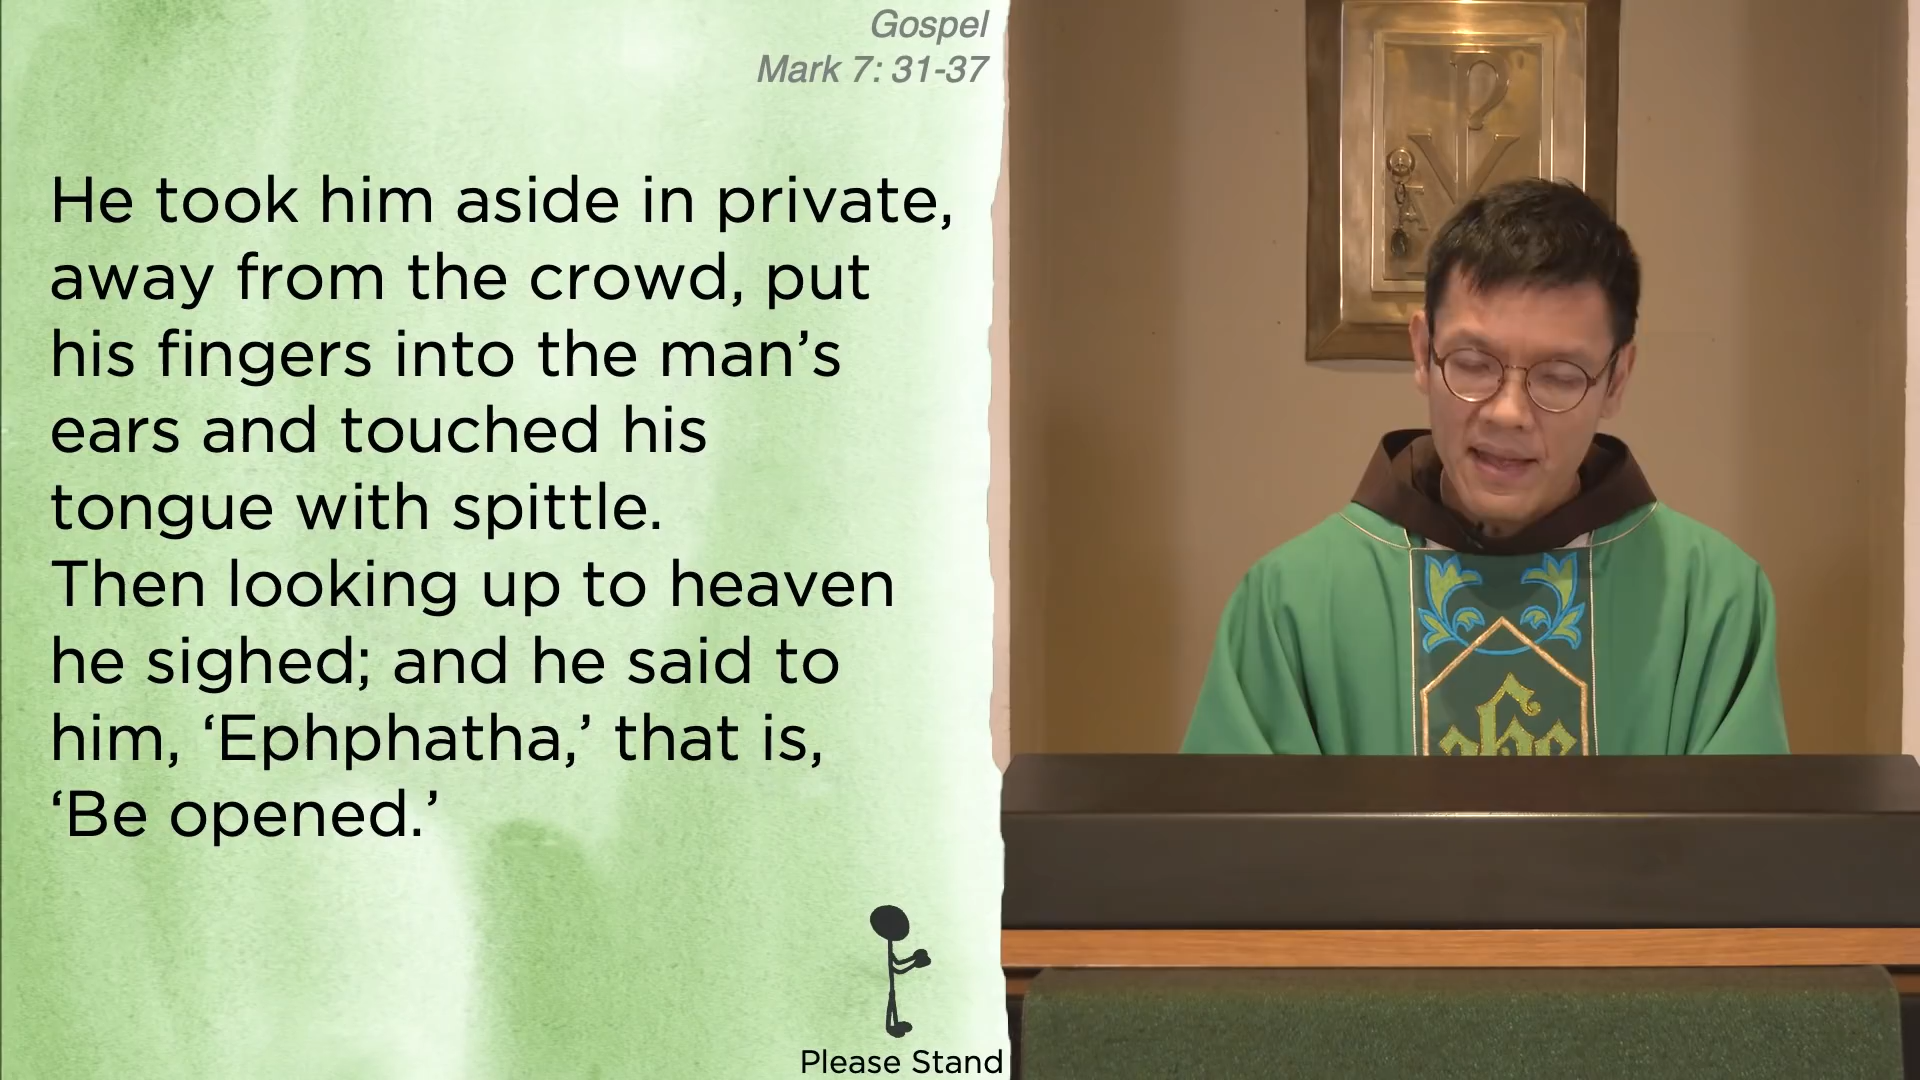 Gospel
Mark 7: 31-37
He took him aside in private,
away from the crowd, put
his fingers into the man’s
ears and touched his
tongue with spittle.
Then looking up to heaven
he sighed; and he said to
him, ‘Ephphatha,’ that is,
‘Be opened.’
Please Stand